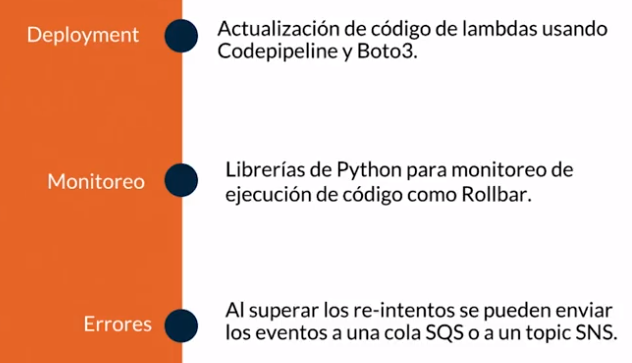 Deployment
Actualización de código de lambdas usando
Codepipeline y Boto3.
Monitoreo
Librerías de Python para monitoreo de
ejecución de código como Rollbar.
Errores
Al superar los re-intentos se pueden enviar
los eventos a una cola SQS o a un topic SNS.